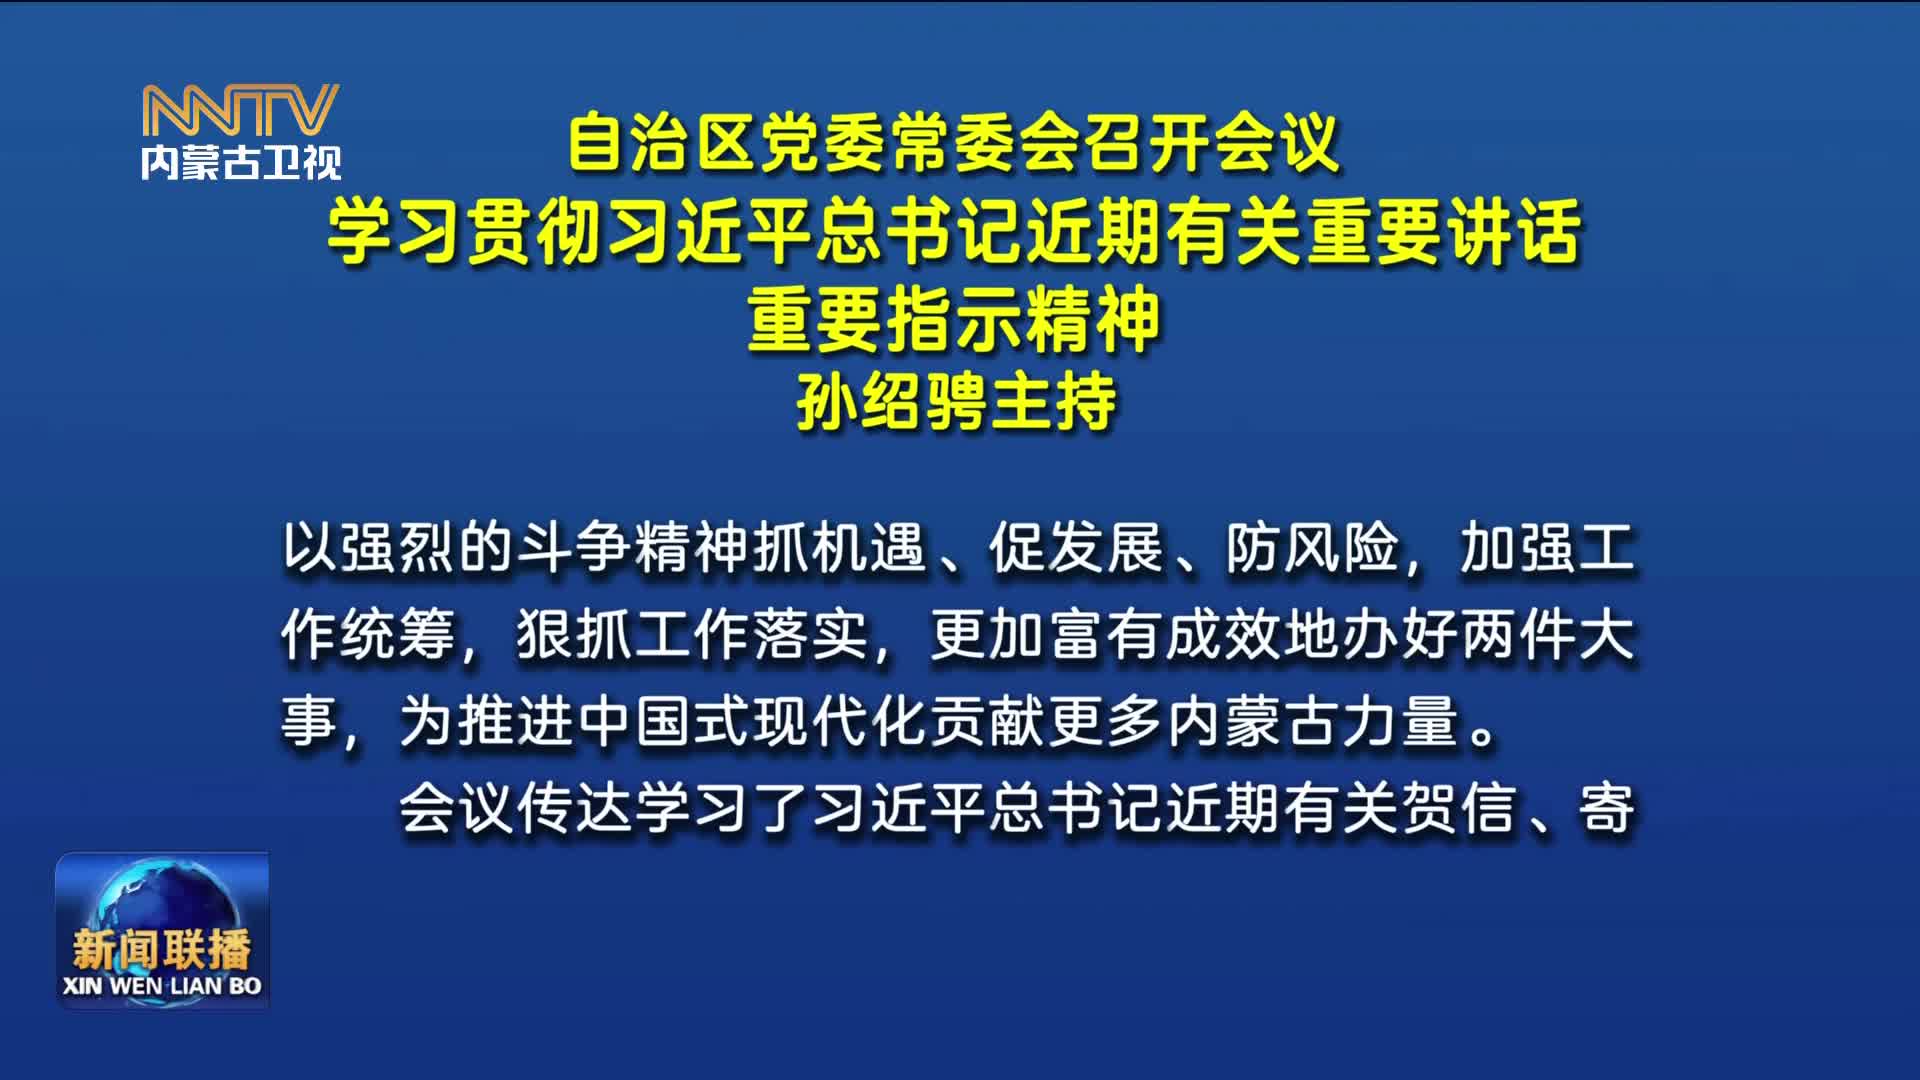 NNTV
内蒙古卫视
自治区党委常委会召开会议
学习贯彻习近平总书记近期有关重要讲话
重要指示精神
孙绍骋主持
以强烈的斗争精神抓机遇、促发展、防风险，加强工
作统筹，狠抓工作落实，更加富有成效地办好两件大
事，为推进中国式现代化贡献更多内蒙古力量。
会议传达学习了习近平总书记近期有关贺信、寄
新闻联播
XIN WEN LIAN BO